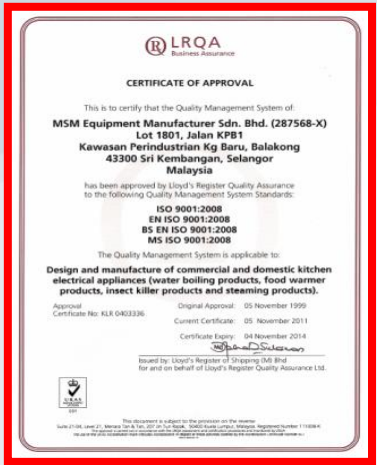 LRQA
Business Assurance
CERTIFICATE OF APPROVAL
This is to certify that the Quality Management System of:
MSM Equipment Manufacturer Sdn. Bhd. (287568-X)
Lot 1801, Jalan KPB1
Kawasan Perindustrian Kg Baru, Balakong
43300 Sri Kembangan, Selangor
Malaysia
has been approved by Lloyd's Register Quality Assurance
to the following Quality Management System Standards:
ISO 9001:2008
EN ISO 9001:2008
BS EN ISO 9001:2008
MS ISO 9001:2008
The Quality Management System is applicable to:
Design and manufacture of commercial and domestic kitchen
electrical appliances (water boiling products, food warmer
products, insect killer products and steaming products).
Approval
Certificate No: KLR 0403336
Original Approval: 05 November 1999
Current Certificate: 05 November 2011
Certificate Expiry: 04 November 2014
Issued by: Lloyd's Register of Shipping (M) Bhd
for and on behalf of Lloyd's Register Quality Assurance Ltd.
UKAS
001
This document is subject to the provision on the reverse